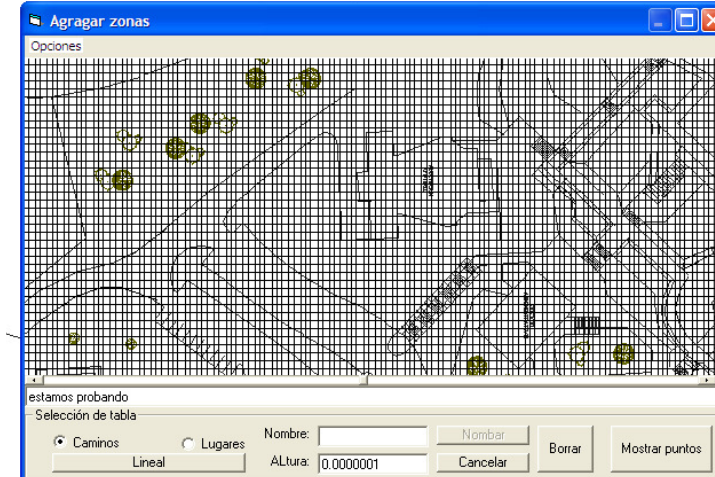 Agragar zonas
Opciones
estamos probando
Selección de tabla
Caminos
Lugares
Nombre:
Nombar
Borrar
Mostrar puntos
Lineal
ALtura:
0.0000001
Cancelar